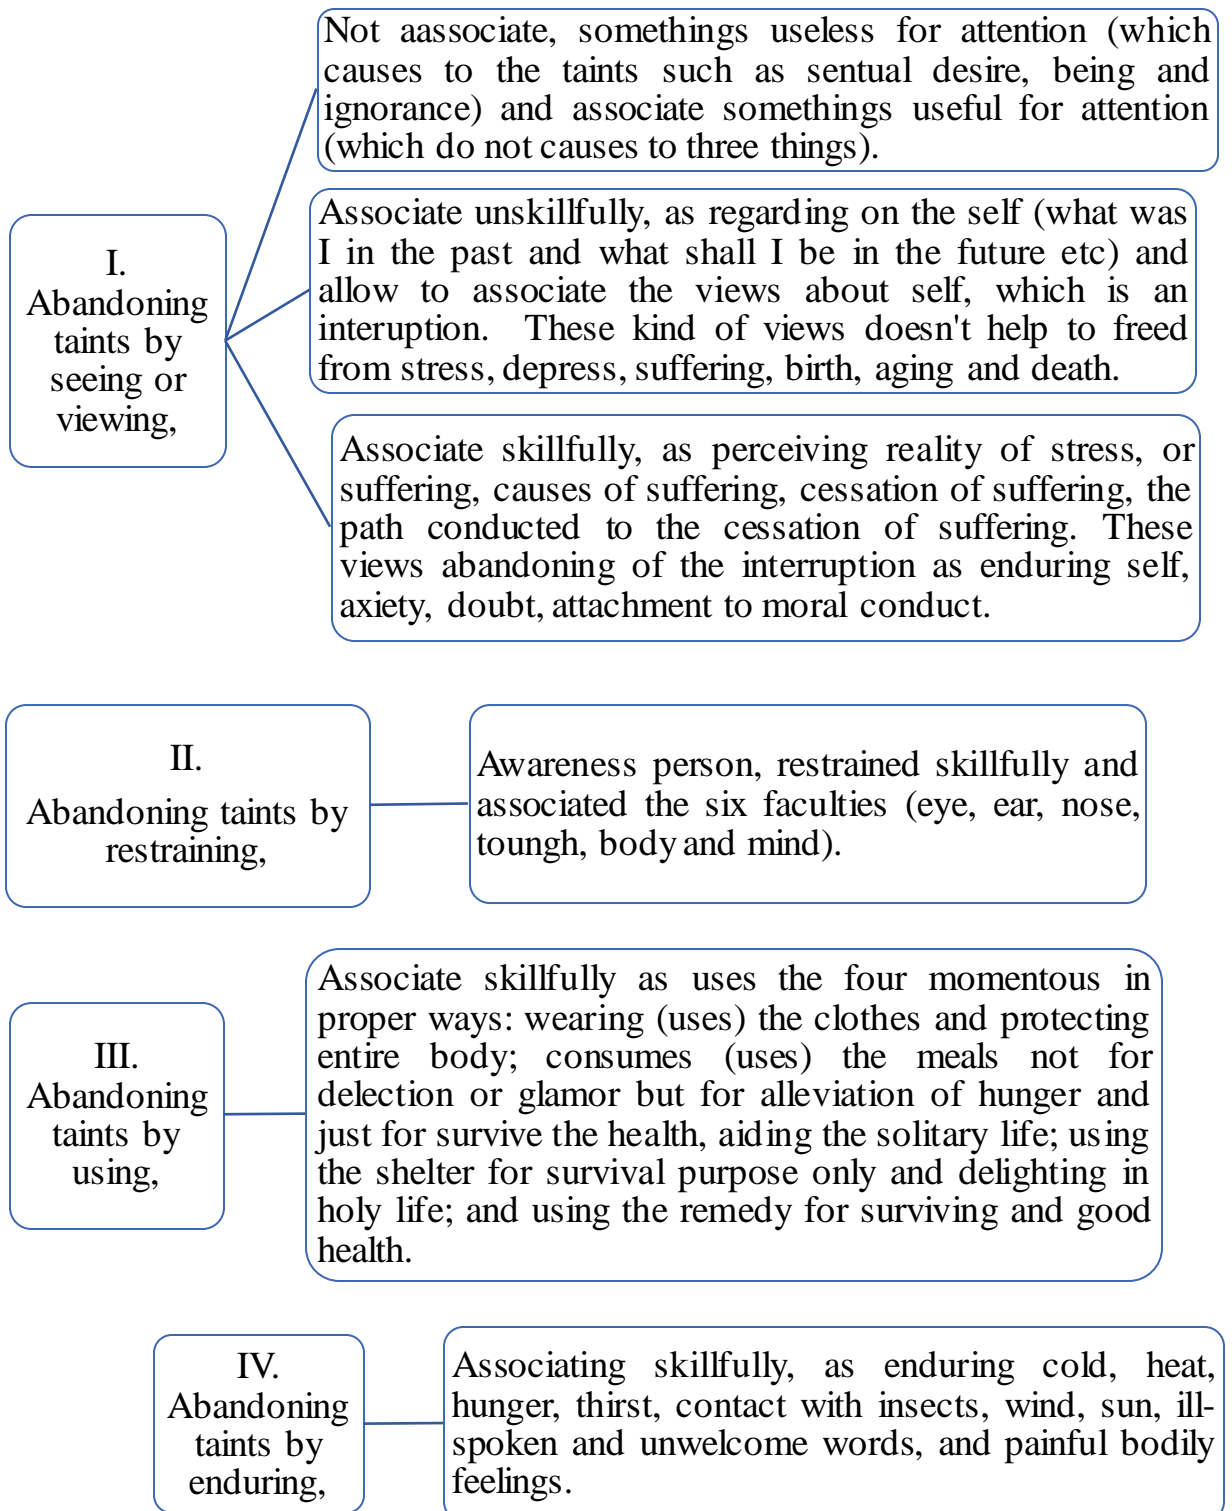 Not aassociate, somethings useless for attention (which
causes to the taints such as sentual desire, being and
ignorance) and associate somethings useful for attention
(which do not causes to three things).
I.
Abandoning
taints by
seeing or
viewing,
Associate unskillfully, as regarding on the self (what was
I in the past and what shall I be in the future etc) and
allow to associate the views about self, which is an
interuption. These kind of views doesn't help to freed
from stress, depress, suffering, birth, aging and death.
Associate skillfully, as perceiving reality of stress, or
suffering, causes of suffering, cessation of suffering, the
path conducted to the cessation of suffering. These
views abandoning of the interruption as enduring self,
axiety, doubt, attachment to moral conduct.
II.
Abandoning taints by
restraining,
Awareness person, restrained skillfully and
associated the six faculties (eye, ear, nose,
toungh, body and mind).
III.
Abandoning
taints by
using,
Associate skillfully as uses the four momentous in
proper ways: wearing (uses) the clothes and protecting
entire body; consumes (uses) the meals not for
delection or glamor but for alleviation of hunger and
just for survive the health, aiding the solitary life; using
the shelter for survival purpose only and delighting in
holy life; and using the remedy for surviving and good
health.
IV.
Abandoning
taints by
enduring,
Associating skillfully, as enduring cold, heat,
hunger, thirst, contact with insects, wind, sun, ill-
spoken and unwelcome words, and painful bodily
feelings.